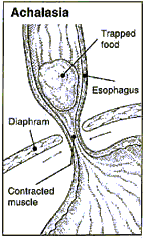 Achalasia
Trapped
food
Esophagus
Diaphram
Contracted
muscle